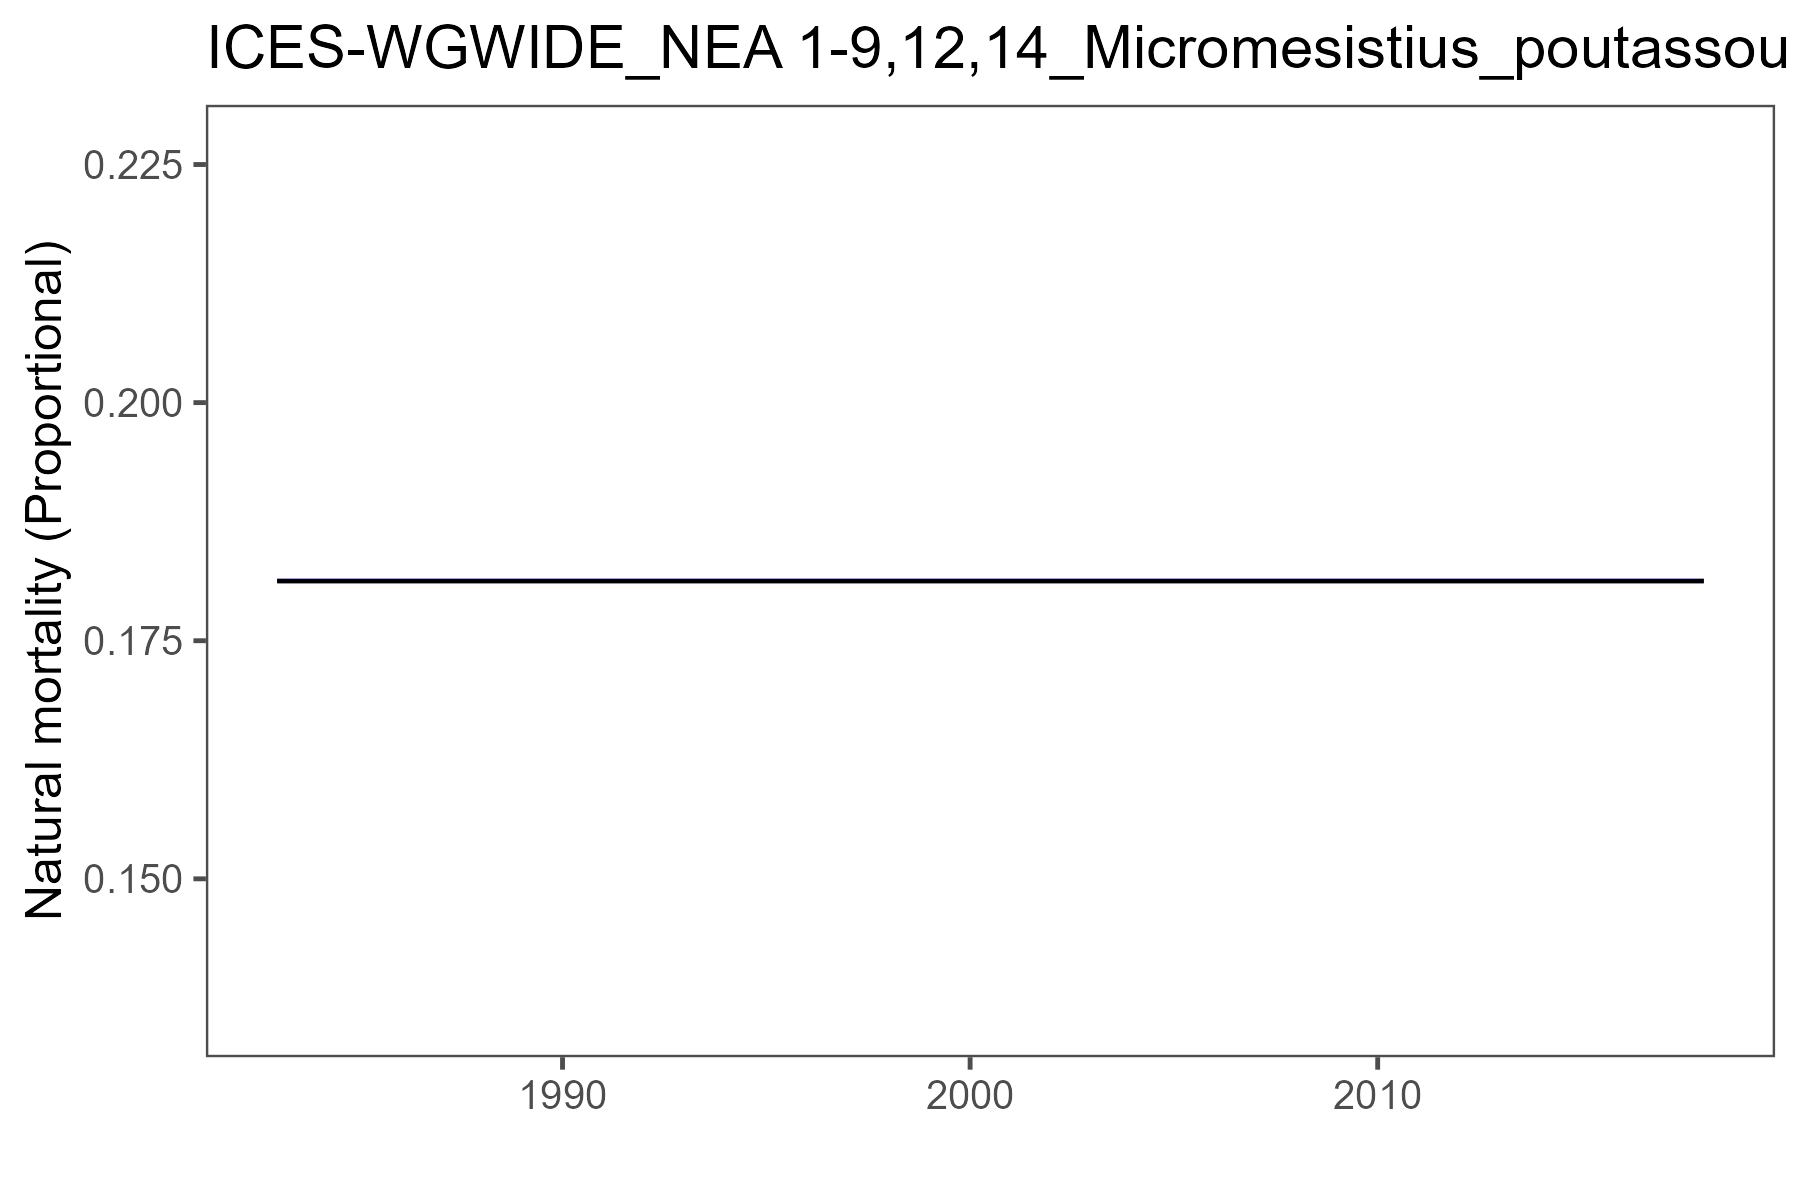 ICES-WGWIDE_NEA 1-9,12,14_Micromesistius_poutassou
Natural mortality (Proportional)
0.225
0.200
0.175
0.150
1990 2000 2010